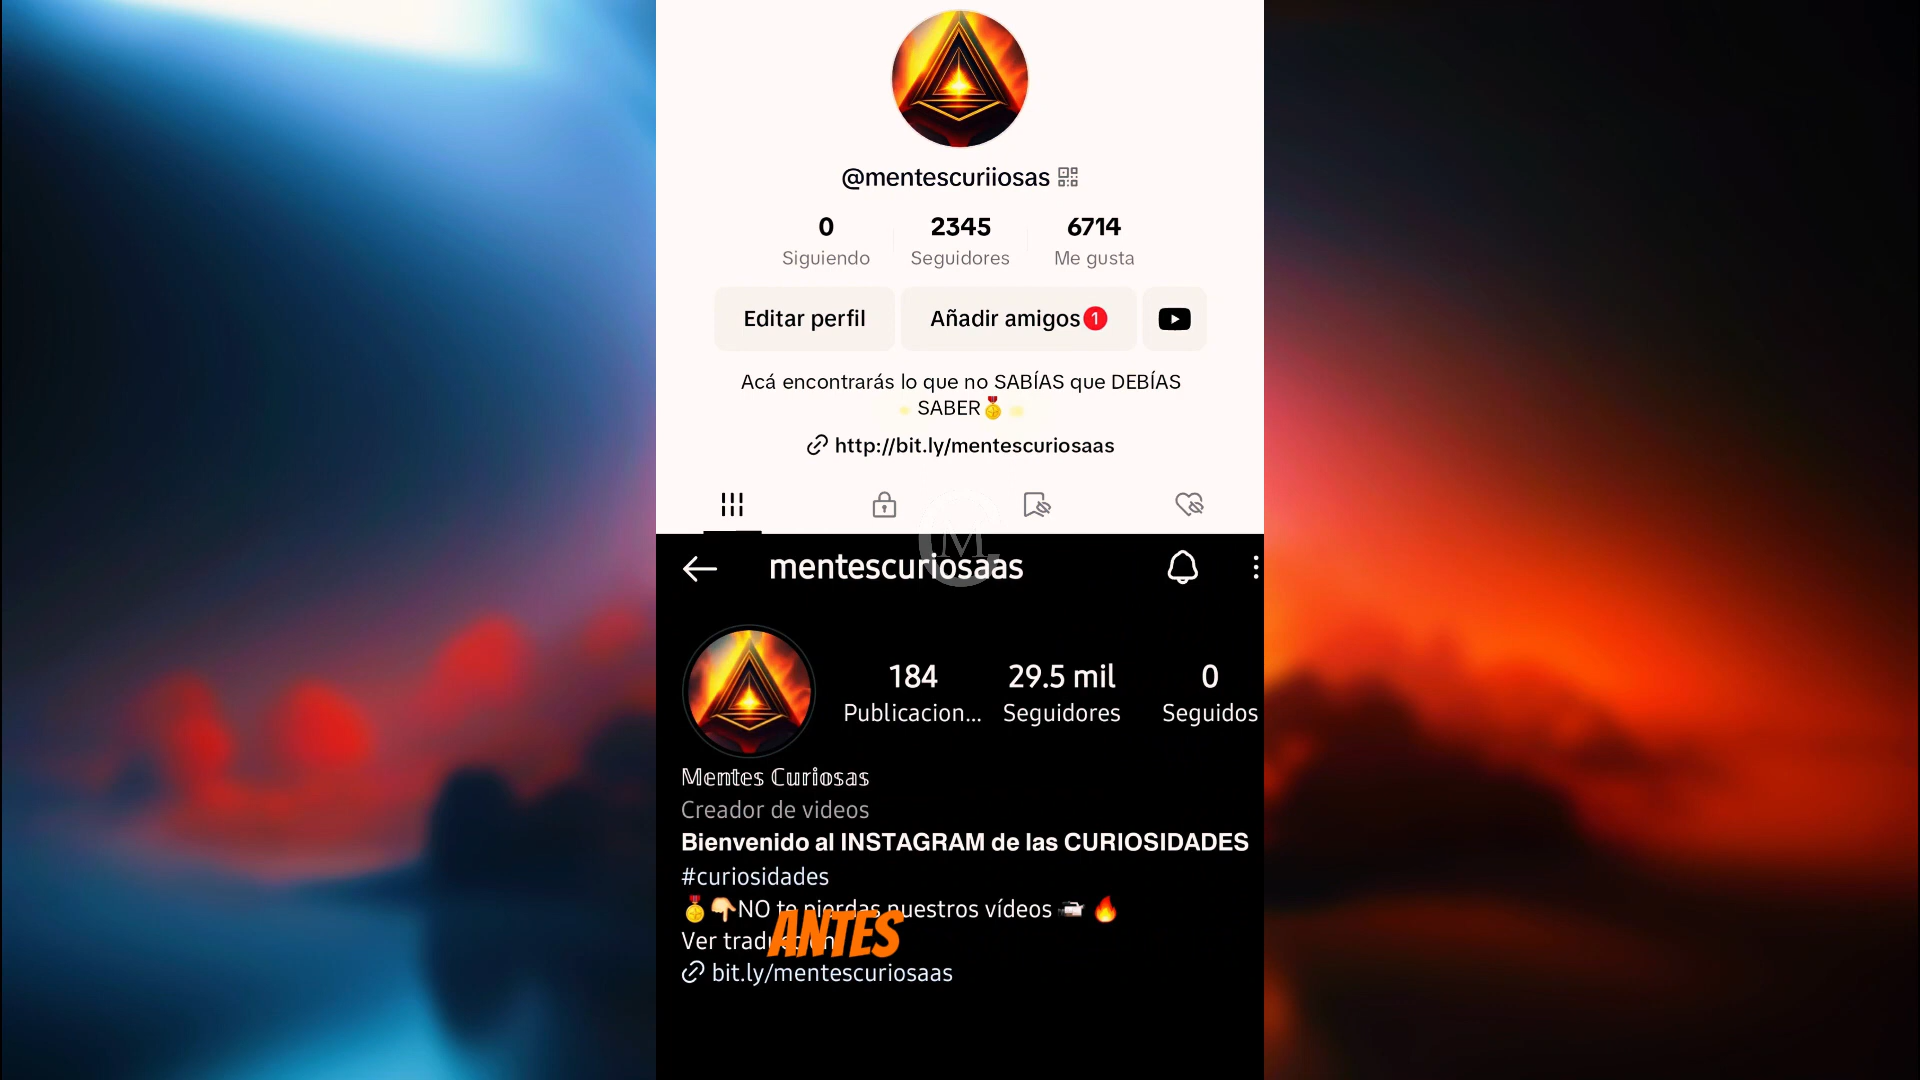 @mentescuriiosas
0 2345 6714
Siguiendo Seguidores Me gusta
Editar perfil Añadir amigos 1
Acá encontrarás lo que no SABÍAS que DEBÍAS
SABER🏅
http://bit.ly/mentescuriosaas
M
mentescuriosaas
184 29.5 mil 0
Publicacion... Seguidores Seguidos
𝕄𝕖𝕟𝕥𝕖𝕤 ℂ𝕦𝕣𝕚𝕠𝕤𝕒𝕤
Creador de videos
Bienvenido al INSTAGRAM de las CURIOSIDADES
#curiosidades
🏅👇🏻NO te pierdas nuestros vídeos 🔥
Ver traducción
ANTES
bit.ly/mentescuriosaas